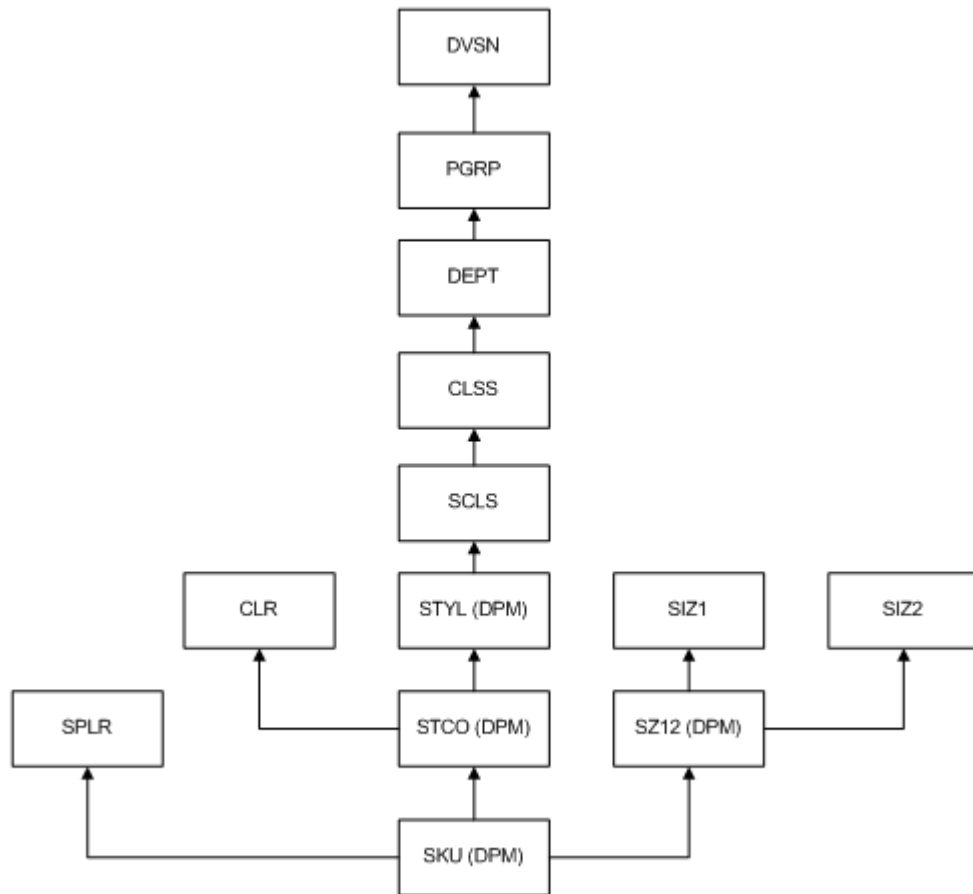 DVSN
PGRP
DEPT
CLSS
SCLS
CLR
STYL (DPM)
SIZ1
SIZ2
SPLR
STCO (DPM)
SZ12 (DPM)
SKU (DPM)